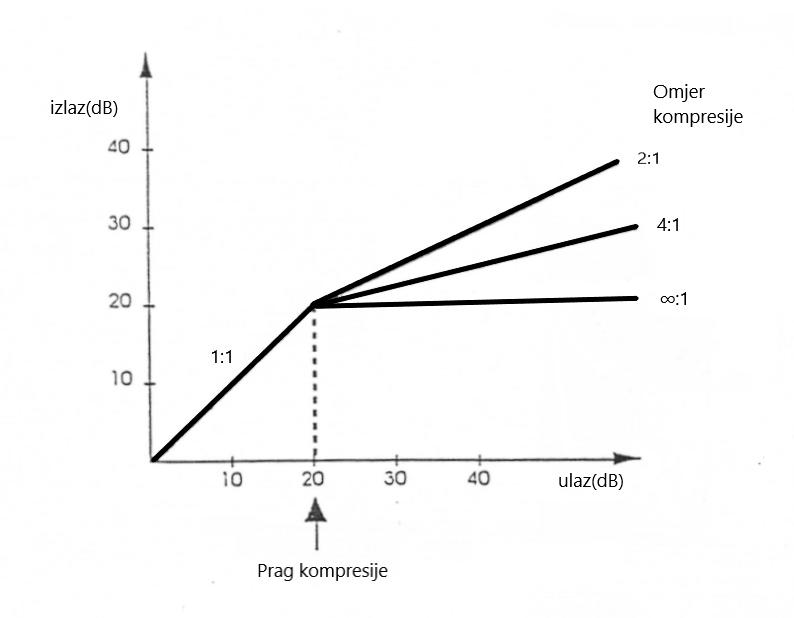 izlaz(dB)
Omjer
kompresije
40
2:1
30
4:1
20
∞:1
1:1
10
10
20
30
40
ulaz(dB)
Prag kompresije